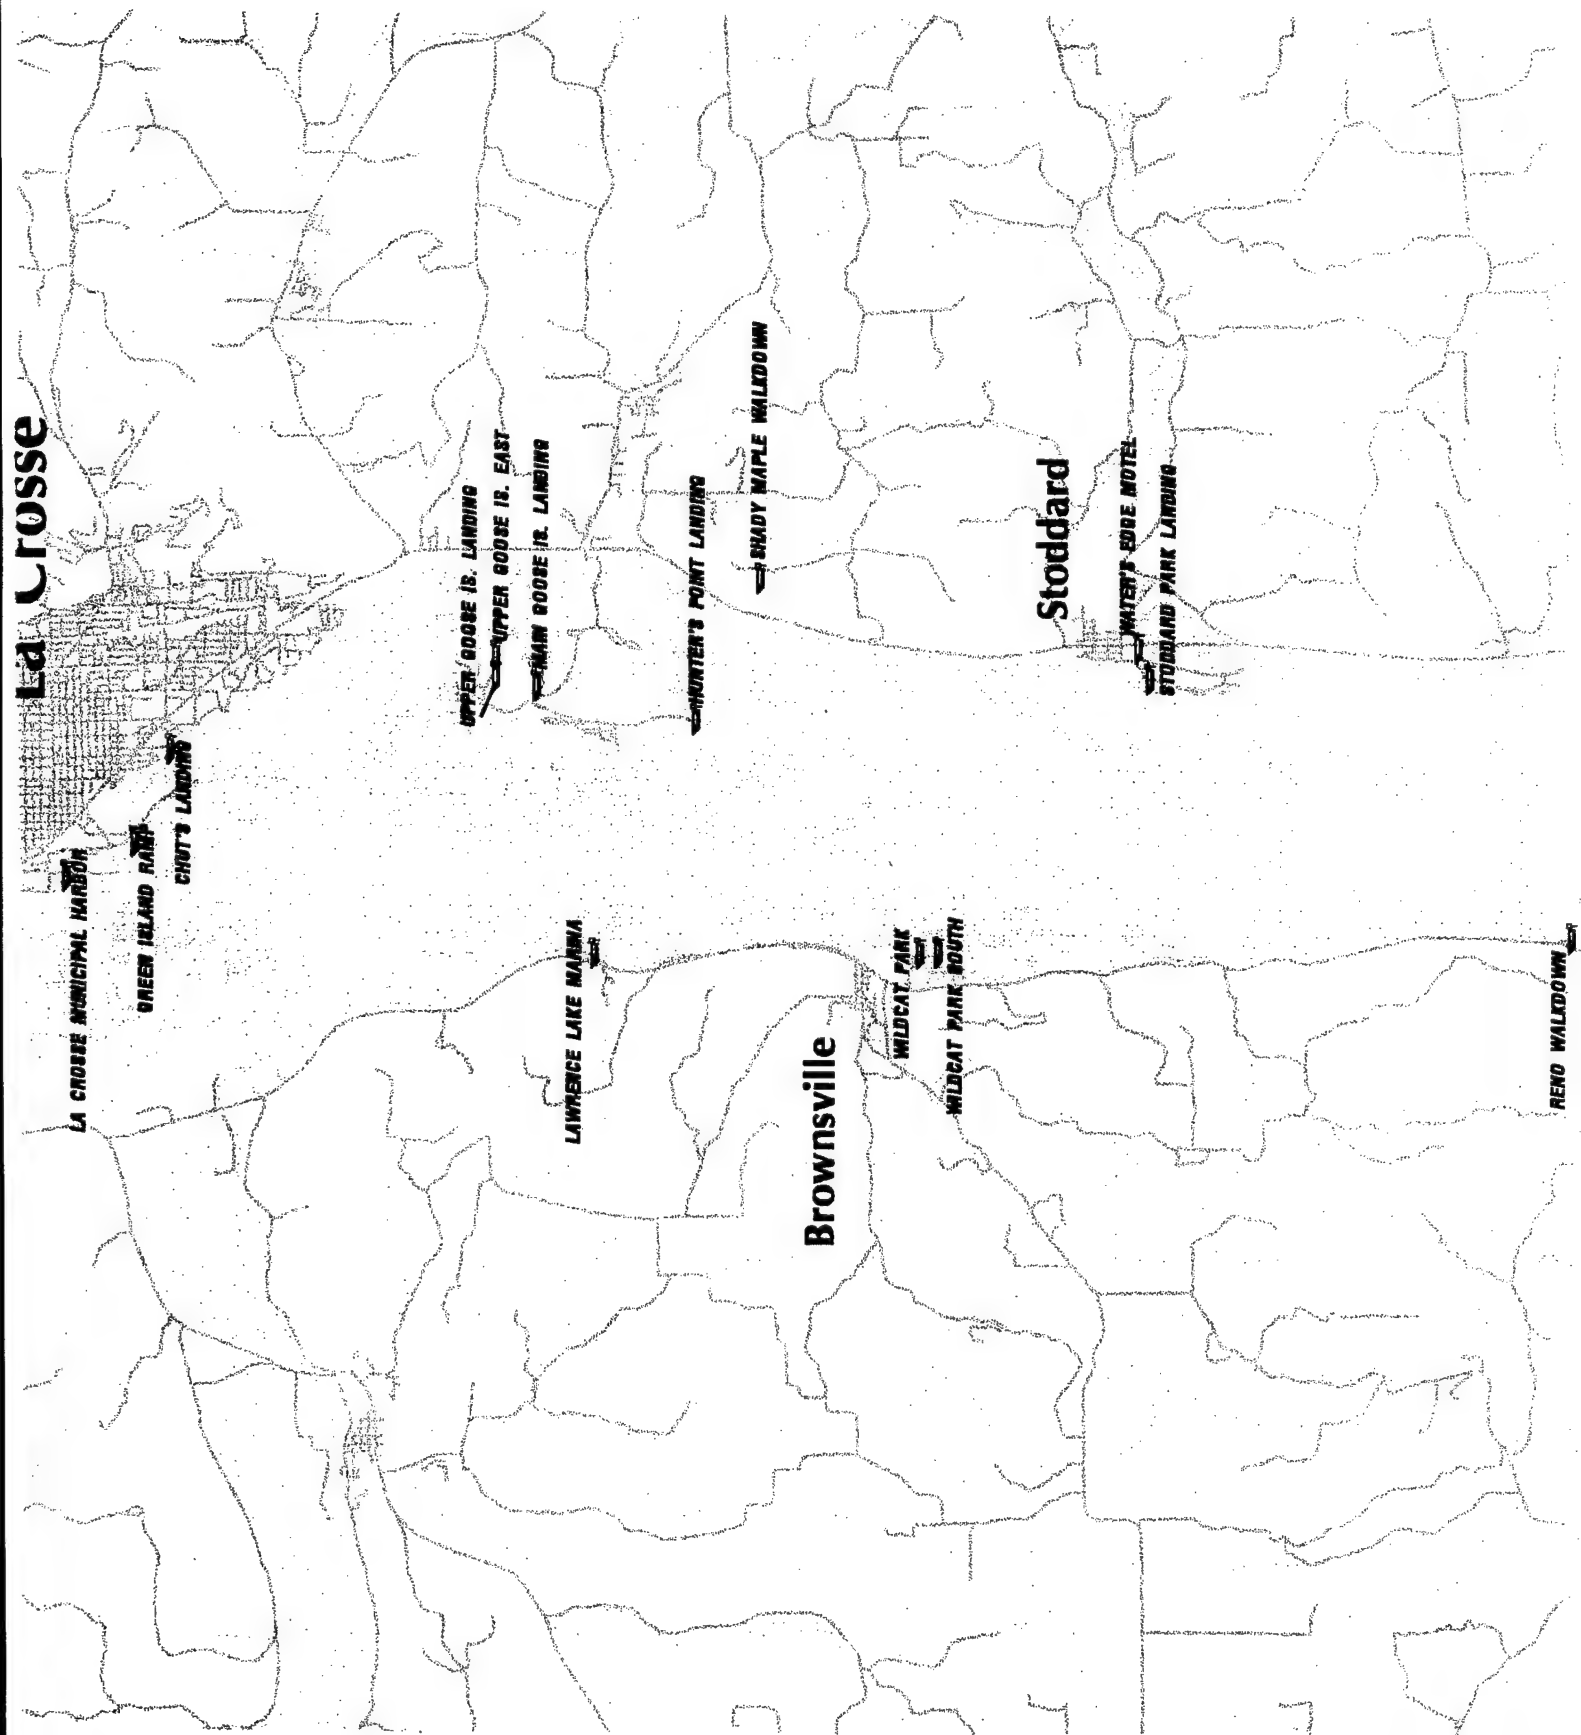 La Crosse
LA CROSSE MUNICIPAL HARBOR
GREEN ISLAND RAMP
CHUT'S LANDING
UPPER GOOSE IS. LANDING
UPPER GOOSE IS. EAST
MAIN GOOSE IS. LANDING
LAWRENCE LAKE MARINA
HUNTER'S POINT LANDING
SHADY MAPLE WALKDOWN
Brownsville
WILDCAT PARK
WILDCAT PARK SOUTH
Stoddard
WATER'S EDGE MOTEL
STODDARD PARK LANDING
RENO WALKDOWN